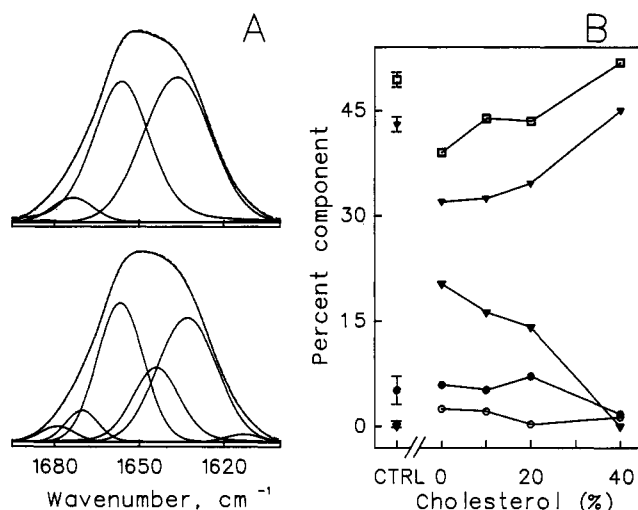 A
B
1680 1650 1620
Wavenumber, cm⁻¹
Percent component
45
30
15
0
CTRL 0 20 40
Cholesterol (%)